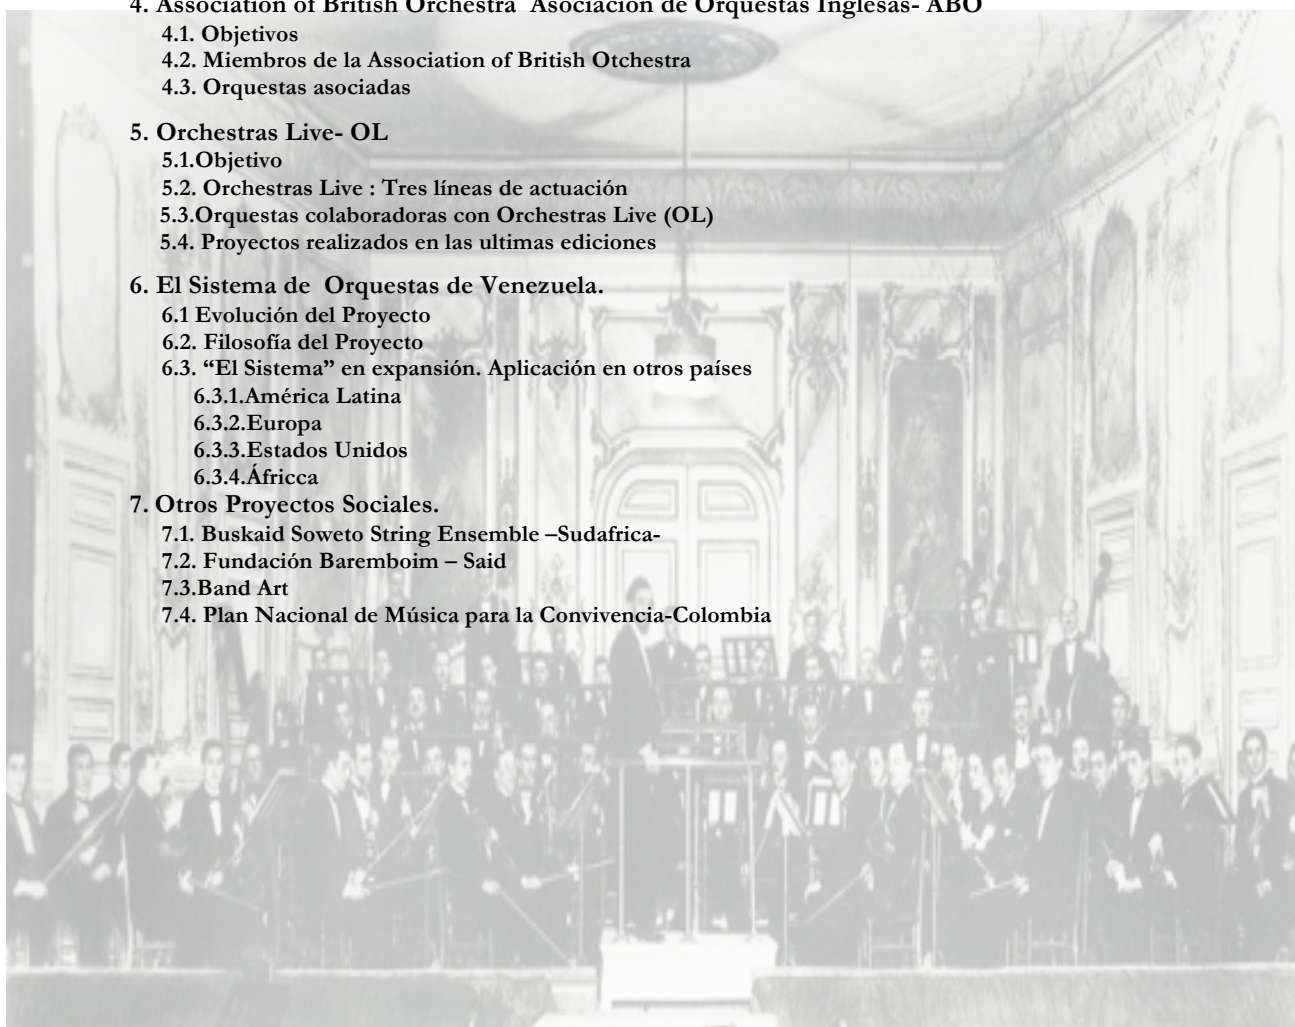 4. Association of British Orchestra Asociación de Orquestas Inglesas- ABO
4.1. Objetivos
4.2. Miembros de la Association of British Otchestra
4.3. Orquestas asociadas
5. Orchestras Live- OL
5.1.Objetivo
5.2. Orchestras Live : Tres líneas de actuación
5.3.Orquestas colaboradoras con Orchestras Live (OL)
5.4. Proyectos realizados en las ultimas ediciones
6. El Sistema de Orquestas de Venezuela.
6.1 Evolución del Proyecto
6.2. Filosofía del Proyecto
6.3. “El Sistema” en expansión. Aplicación en otros países
6.3.1.América Latina
6.3.2.Europa
6.3.3.Estados Unidos
6.3.4.Áfricca
7. Otros Proyectos Sociales.
7.1. Buskaid Soweto String Ensemble –Sudafrica-
7.2. Fundación Baremboim – Said
7.3.Band Art
7.4. Plan Nacional de Música para la Convivencia-Colombia